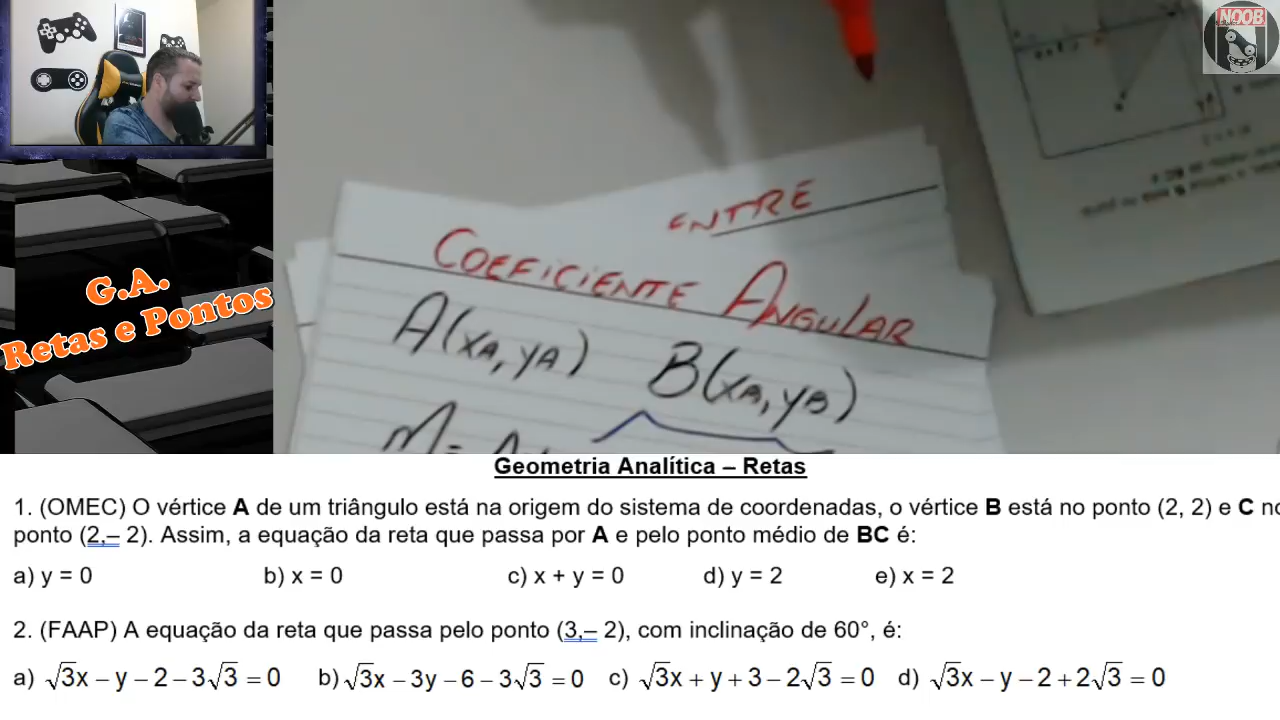 NOOB
ENTRE
COEFICIENTE ANGULAR
A(XA, YA) B(XA, YB)
M=
G.A.
Retas e Pontos
Geometria Analítica – Retas
1. (OMEC) O vértice A de um triângulo está na origem do sistema de coordenadas, o vértice B está no ponto (2, 2) e C no
ponto (2,– 2). Assim, a equação da reta que passa por A e pelo ponto médio de BC é:
a) y = 0 b) x = 0 c) x + y = 0 d) y = 2 e) x = 2
2. (FAAP) A equação da reta que passa pelo ponto (3,– 2), com inclinação de 60°, é:
a) √3x – y – 2 – 3√3 = 0 b) √3x – 3y – 6 – 3√3 = 0 c) √3x + y + 3 – 2√3 = 0 d) √3x – y – 2 + 2√3 = 0